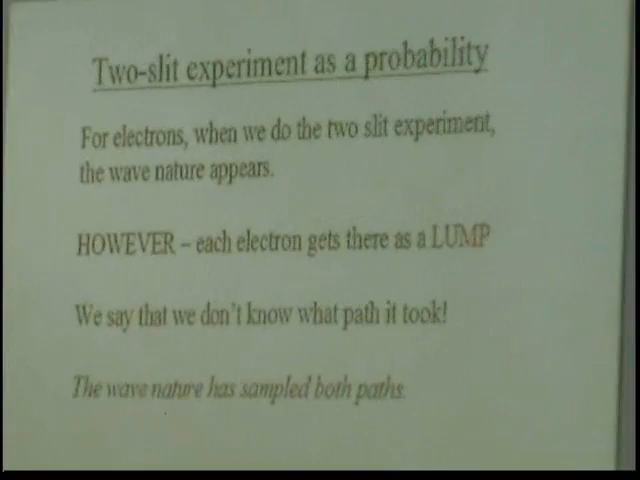 Two-slit experiment as a probability
For electrons, when we do the two slit experiment,
the wave nature appears.
HOWEVER – each electron gets there as a LUMP
We say that we don't know what path it took!
The wave nature has sampled both paths.